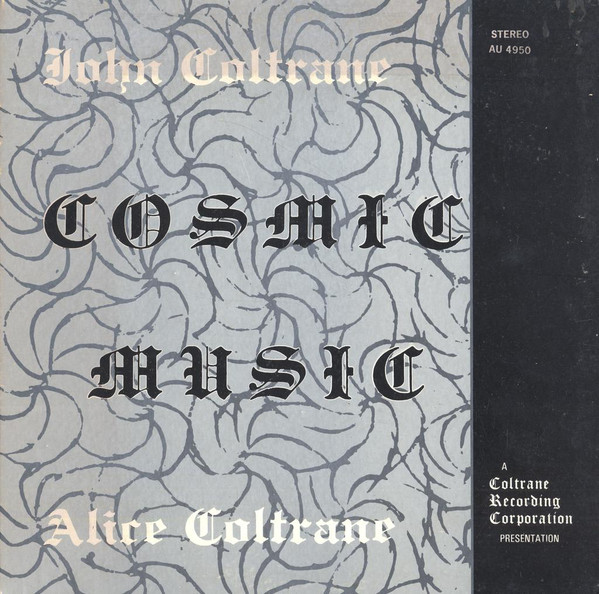 John Coltrane
COSMIC
MUSIC
Alice Coltrane
STEREO
AU 4950
A
Coltrane
Recording
Corporation
PRESENTATION